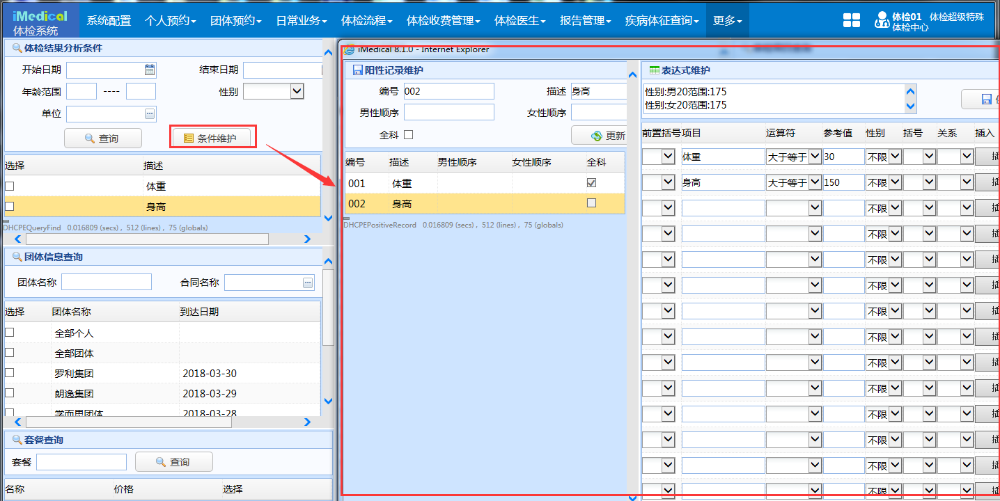 iMedical
体检系统
系统配置 个人预约 团体预约 日常业务 体检流程 体检收费管理 体检医生 报告管理 疾病体征查询 更多
体检01 体检超级特殊
体检中心
体检结果分析条件
开始日期 结束日期
年龄范围 ---- 性别
单位
查询 条件维护
选择 描述
体重
身高
DHCPEQueryFind 0.016809 (secs) , 512 (lines) , 75 (globals)
团体信息查询
团体名称 合同名称
选择 团体名称 到达日期
全部个人
全部团体
罗利集团 2018-03-30
朗逸集团 2018-03-29
学而思团体 2018-03-28
套餐查询
套餐 查询
名称 价格 选择
iMedical 8.1.0 - Internet Explorer
阳性记录维护
编号 002 描述 身高
男性顺序 女性顺序
全科 更新
编号 描述 男性顺序 女性顺序 全科
001 体重
002 身高
DHCPEPositiveRecord 0.016809 (secs) , 512 (lines) , 75 (globals)
表达式维护
性别:男20范围:175
性别:女20范围:175
前置括号 项目 运算符 参考值 性别 括号 关系 插入
体重 大于等于 30 不限
身高 大于等于 150 不限
不限
不限
不限
不限
不限
不限
不限
不限
不限
不限
不限
不限